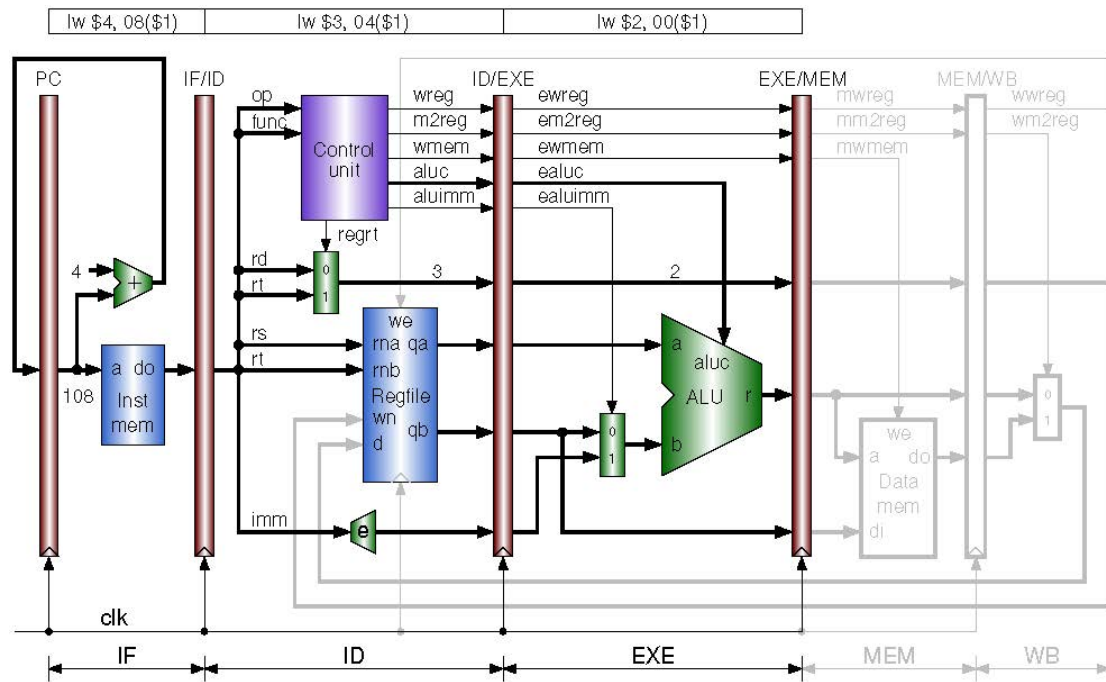 lw $4, 08($1) lw $3, 04($1) lw $2, 00($1)
PC IF/ID ID/EXE EXE/MEM MEM/WB
op wreg ewreg mwreg wwreg
func m2reg em2reg mm2reg wm2reg
Control unit wmem ewmem mwmem
aluc ealuc
aluimm ealuimm
regrt
4 + rd 0 3 2
rt 1
we
rs rna qa a aluc
108 a do rt rnb ALU r 0
Inst mem Regfile we 1
wn qb 0 a do
d 1 b Data mem
imm e di
clk
IF ID EXE MEM WB